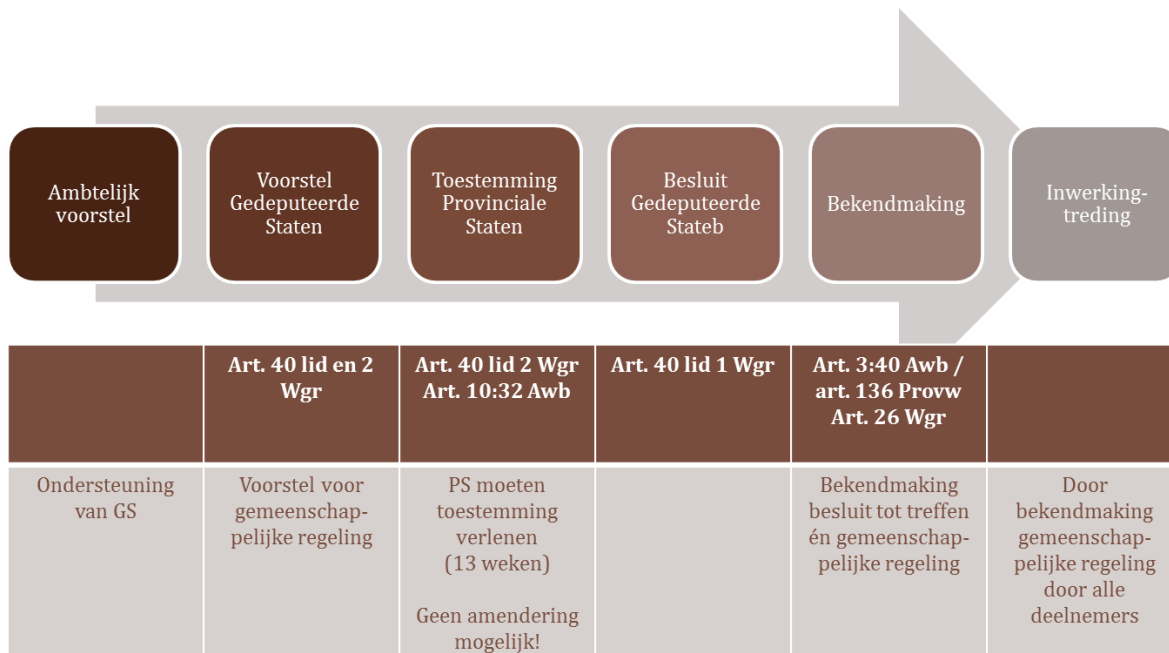 Ambtelijk
voorstel
Voorstel
Gedeputeerde
Staten
Toestemming
Provinciale
Staten
Besluit
Gedeputeerde
Stateb
Bekendmaking
Inwerking-
treding
Art. 40 lid en 2
Wgr
Art. 40 lid 2 Wgr
Art. 10:32 Awb
Art. 40 lid 1 Wgr
Art. 3:40 Awb /
art. 136 Provw
Art. 26 Wgr
Ondersteuning
van GS
Voorstel voor
gemeenschap-
pelijke regeling
PS moeten
toestemming
verlenen
(13 weken)
Geen amendering
mogelijk!
Bekendmaking
besluit tot treffen
én gemeenschap-
pelijke regeling
Door
bekendmaking
gemeenschap-
pelijke regeling
door alle
deelnemers